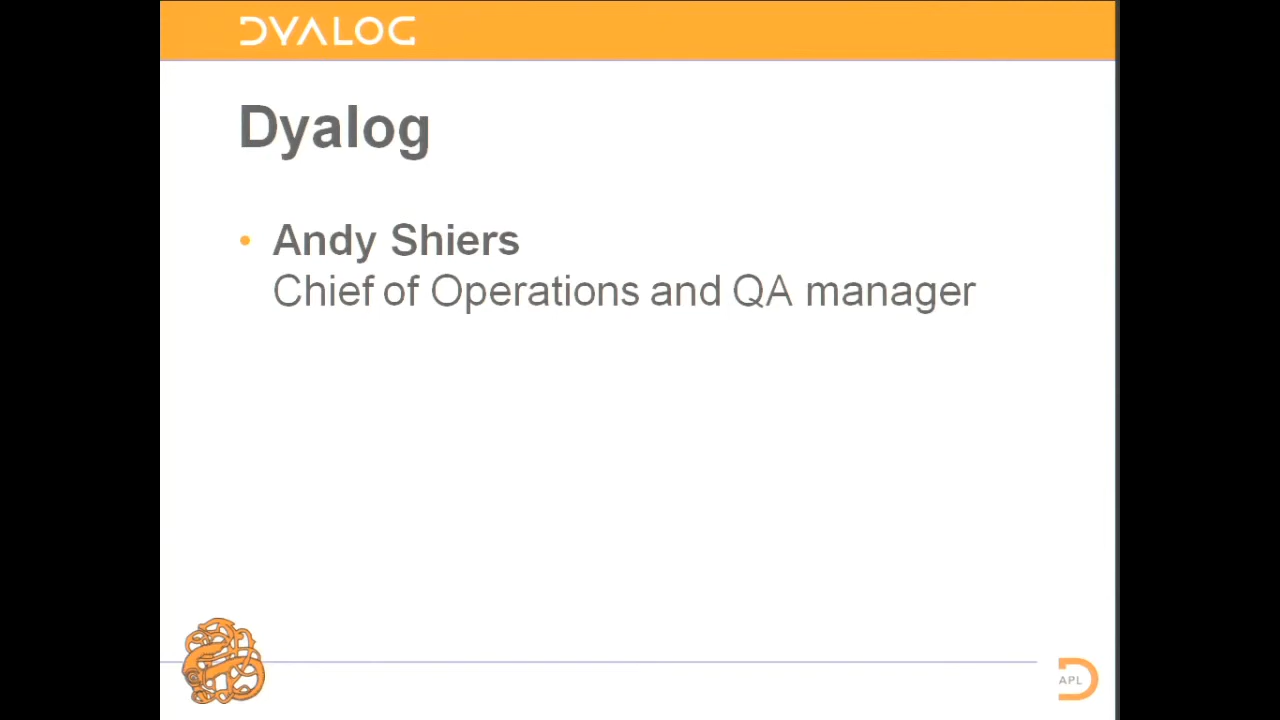 DYALOG
Dyalog
• Andy Shiers
Chief of Operations and QA manager
APL